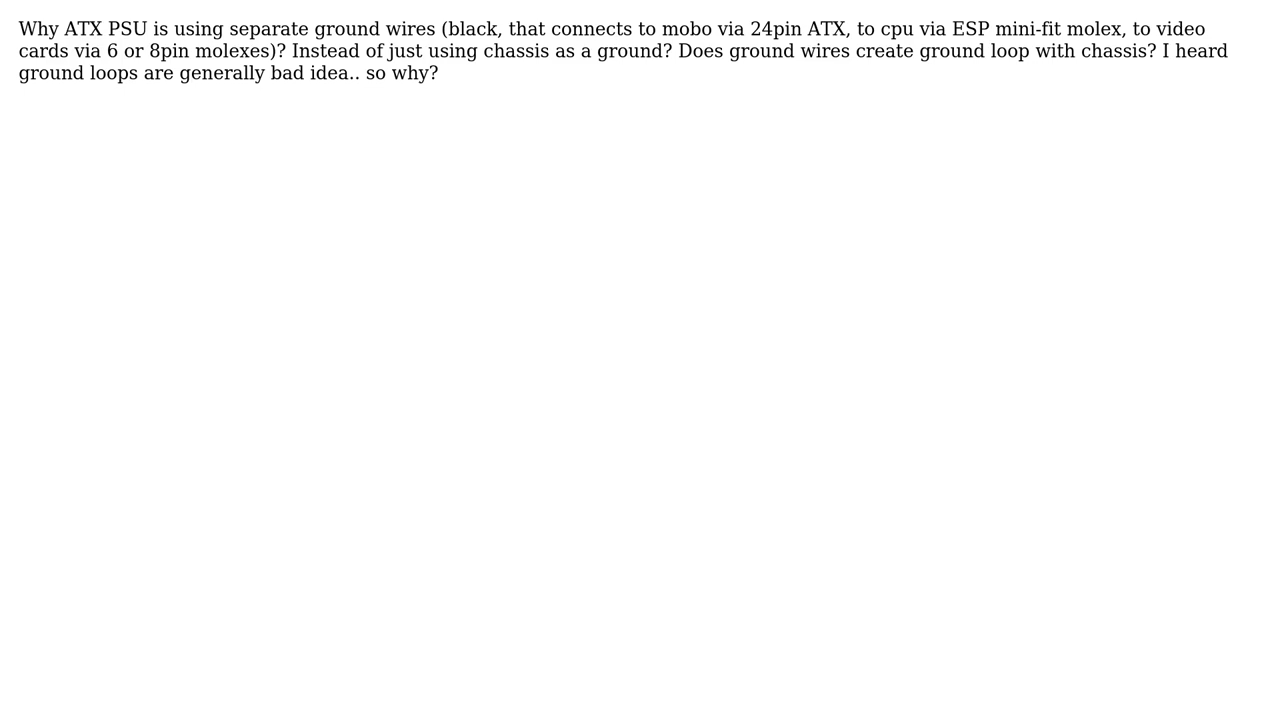 Why ATX PSU is using separate ground wires (black, that connects to mobo via 24pin ATX, to cpu via ESP mini-fit molex, to video
cards via 6 or 8pin molexes)? Instead of just using chassis as a ground? Does ground wires create ground loop with chassis? I heard
ground loops are generally bad idea.. so why?